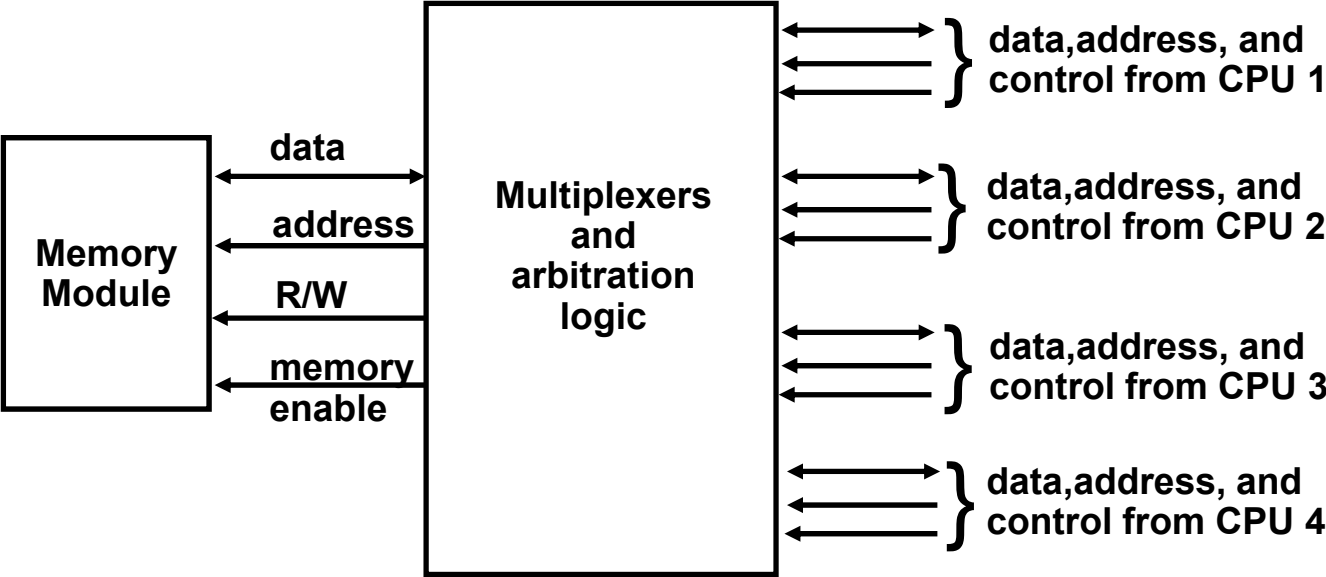 Memory
Module
data
address
R/W
memory
enable
Multiplexers
and
arbitration
logic
data,address, and
control from CPU 1
data,address, and
control from CPU 2
data,address, and
control from CPU 3
data,address, and
control from CPU 4